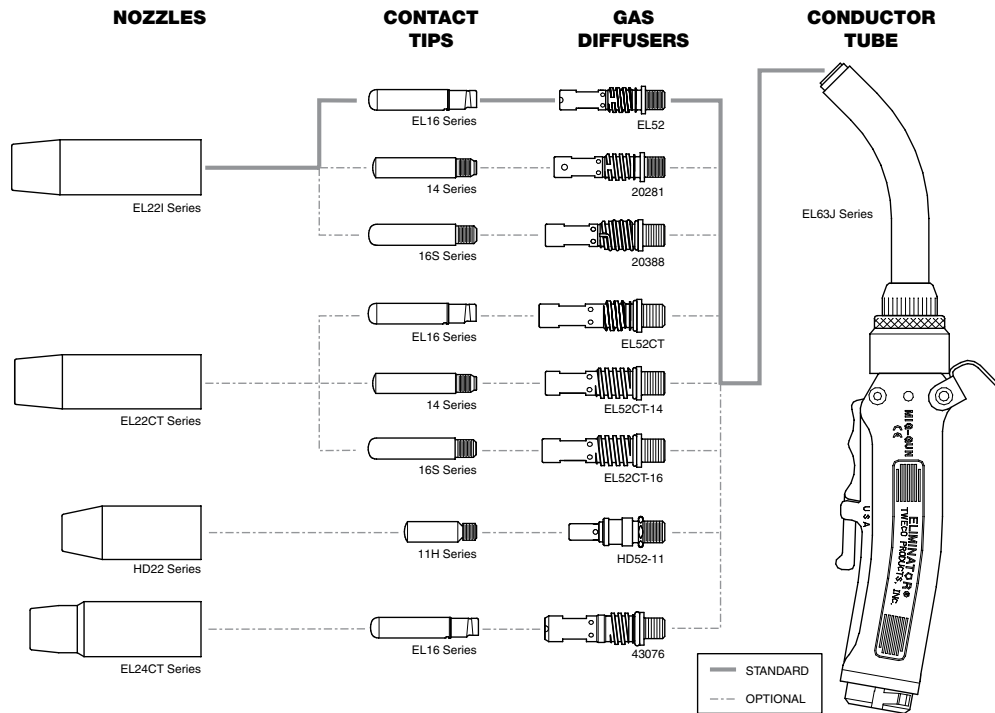 NOZZLES
CONTACT
TIPS
GAS
DIFFUSERS
CONDUCTOR
TUBE
EL16 Series
EL52
EL22I Series
14 Series
20281
16S Series
20388
EL63J Series
EL16 Series
EL52CT
EL22CT Series
14 Series
EL52CT-14
16S Series
EL52CT-16
HD22 Series
11H Series
HD52-11
EL24CT Series
EL16 Series
43076
MIG-GUN
CE
USA
ELIMINATOR®
TWECO PRODUCTS, INC.
STANDARD
OPTIONAL